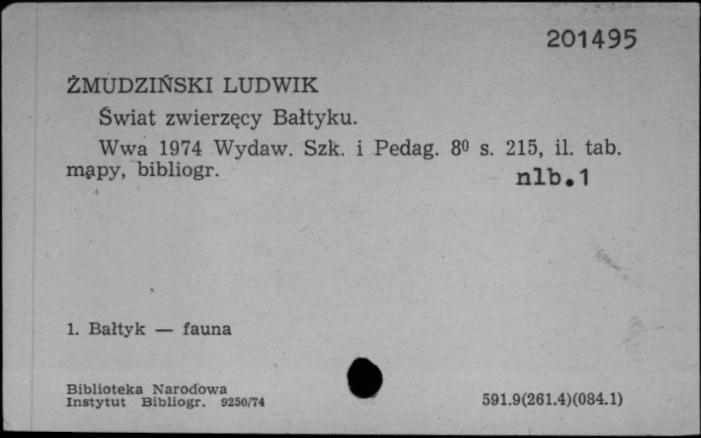 201495
ŻMUDZIŃSKI LUDWIK
Świat zwierzęcy Bałtyku.
Wwa 1974 Wydaw. Szk. i Pedag. 8⁰ s. 215, il. tab.
mapy, bibliogr.
nlb.1
1. Bałtyk — fauna
Biblioteka Narodowa
Instytut Bibliogr. 9250/74
591.9(261.4)(084.1)